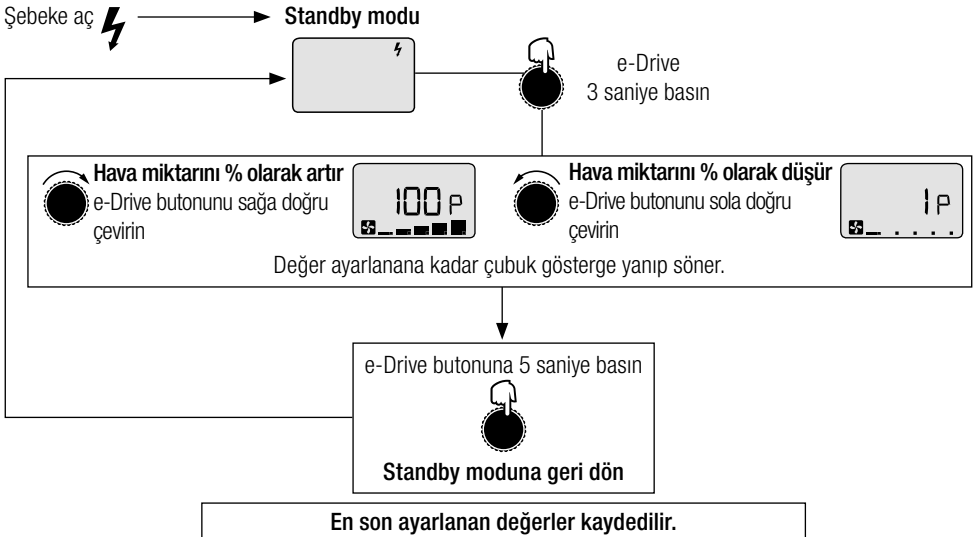 Şebeke aç
Standby modu
e-Drive
3 saniye basın
Hava miktarını % olarak artır
e-Drive butonunu sağa doğru
çevirin
100 P
Hava miktarını % olarak düşür
e-Drive butonunu sola doğru
çevirin
1 P
Değer ayarlanana kadar çubuk gösterge yanıp söner.
e-Drive butonuna 5 saniye basın
Standby moduna geri dön
En son ayarlanan değerler kaydedilir.